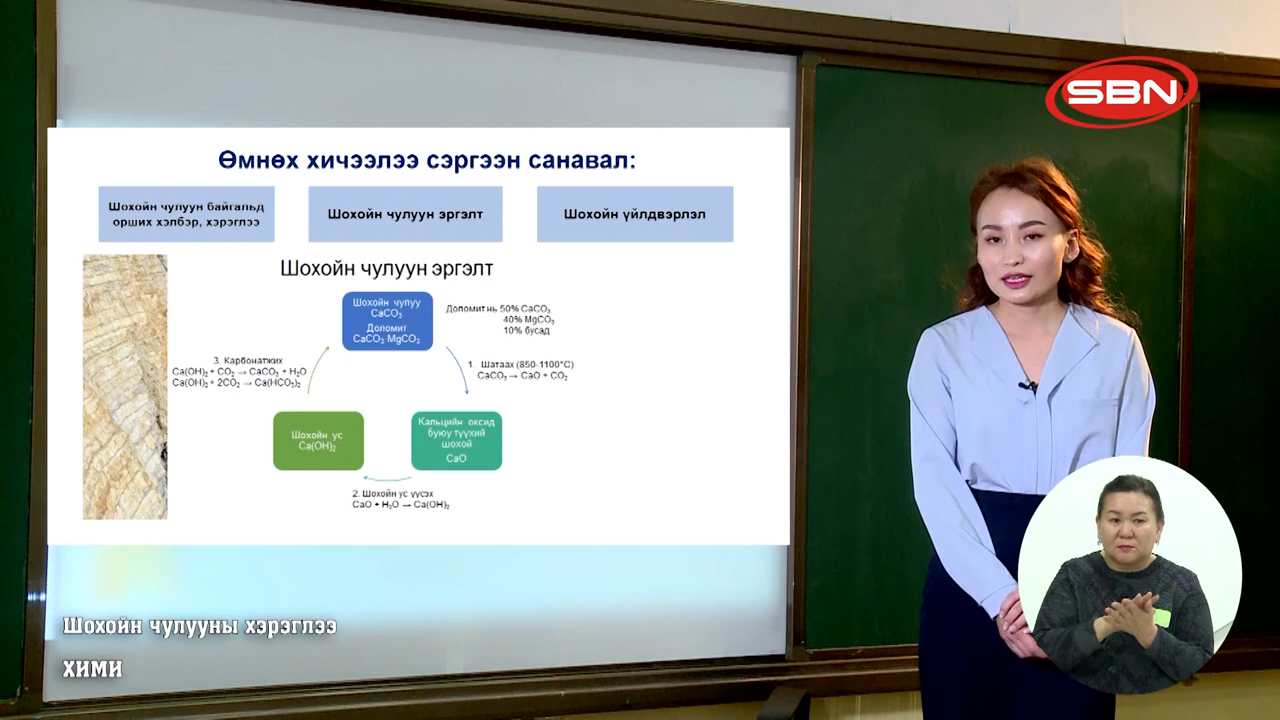 SBN
Өмнөх хичээлээ сэргээн санавал:
Шохойн чулуун байгальд
орших хэлбэр, хэрэглээ
Шохойн чулуун эргэлт
Шохойн үйлдвэрлэл
Шохойн чулуун эргэлт
Шохойн чулуу
CaCO₃
Доломит
CaCO₃ MgCO₃
Доломит нь 50% CaCO₃
40% MgCO₃
10% бусад
3. Карбонатжих
Ca(OH)₂ + CO₂ → CaCO₃ + H₂O
Ca(OH)₂ + 2CO₂ → Ca(HCO₃)₂
1. Шатаах (850-1100°C)
CaCO₃ → CaO + CO₂
Шохойн ус
Ca(OH)₂
Кальцийн оксид
буюу түүхий
шохой
CaO
2. Шохойн ус үүсэх
CaO + H₂O → Ca(OH)₂
Шохойн чулууны хэрэглээ
ХИМИ